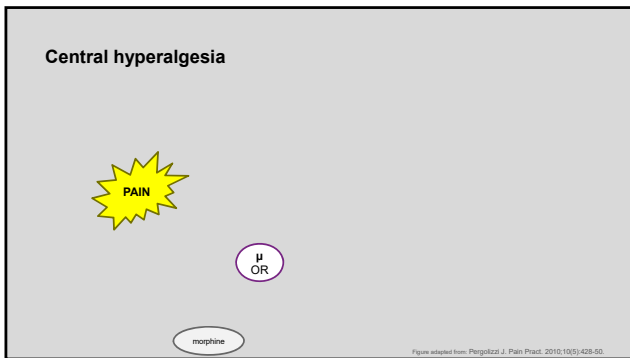 Central hyperalgesia
PAIN
µ
OR
morphine
Figure adapted from: Pergolizzi J. Pain Pract. 2010;10(5):428-50.